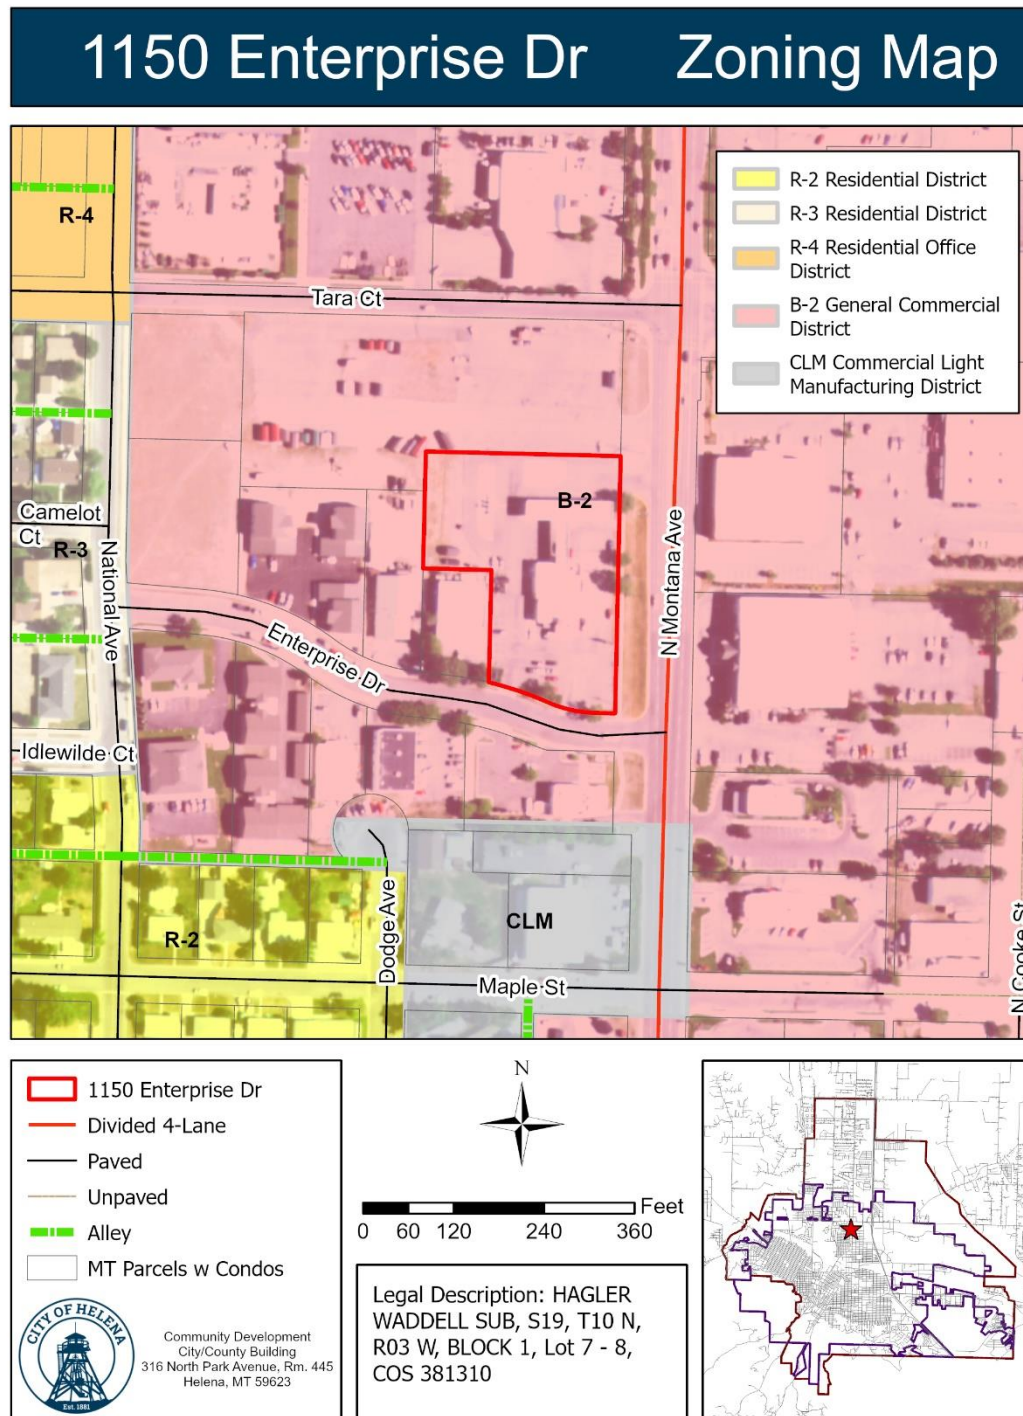 1150 Enterprise Dr Zoning Map
R-4
Tara Ct
R-2 Residential District
R-3 Residential District
R-4 Residential Office
District
B-2 General Commercial
District
CLM Commercial Light
Manufacturing District
Camelot
Ct
R-3
National Ave
B-2
N Montana Ave
Enterprise Dr
Idlewilde Ct
R-2
Dodge Ave
CLM
Maple St
N Cooke St
1150 Enterprise Dr
Divided 4-Lane
Paved
Unpaved
Alley
MT Parcels w Condos
CITY OF HELENA
Est. 1881
Community Development
City/County Building
316 North Park Avenue, Rm. 445
Helena, MT 59623
N
Feet
0 60 120 240 360
Legal Description: HAGLER
WADDELL SUB, S19, T10 N,
R03 W, BLOCK 1, Lot 7 - 8,
COS 381310